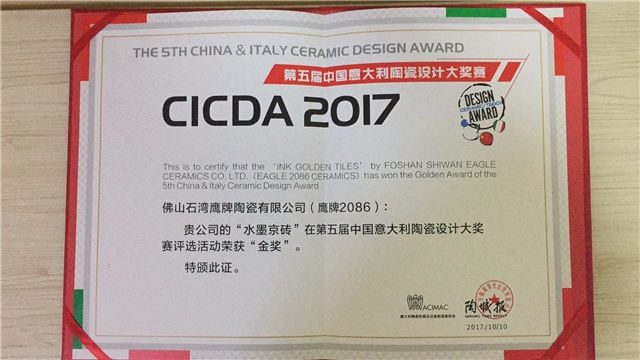 THE 5TH CHINA & ITALY CERAMIC DESIGN AWARD
第五届中国意大利陶瓷设计大奖赛
CICDA 2017
DESIGN
AWARD
This is to certify that the ‘INK GOLDEN TILES’ by FOSHAN SHIWAN EAGLE
CERAMICS CO. LTD.（EAGLE 2086 CERAMICS）has won the Golden Award of the
5th China & Italy Ceramic Design Award
佛山石湾鹰牌陶瓷有限公司（鹰牌2086）:
贵公司的“水墨京砖”在第五届中国意大利陶瓷设计大奖
赛评选活动荣获“金奖”。
特颁此证。
ACIMAC
陶城报
2017/10/10